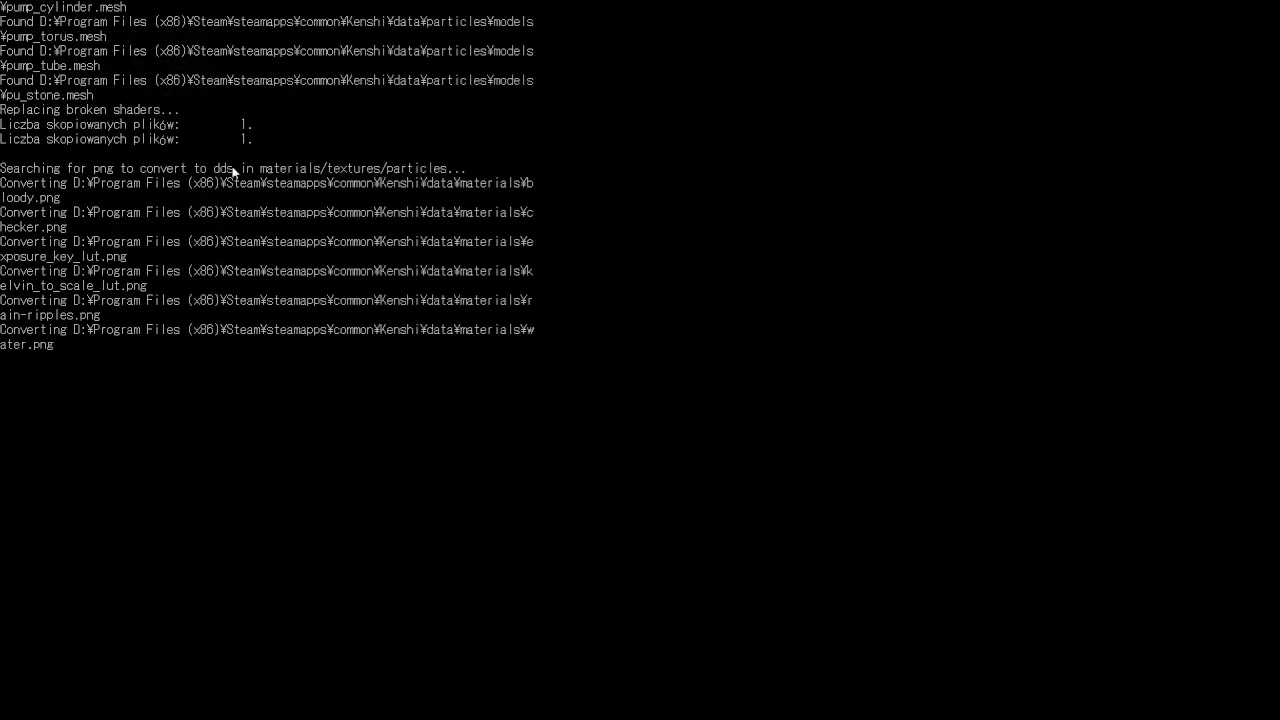 ¥pump_cylinder.mesh
Found D:¥Program Files (x86)¥Steam¥steamapps¥common¥Kenshi¥data¥particles¥models
¥pump_torus.mesh
Found D:¥Program Files (x86)¥Steam¥steamapps¥common¥Kenshi¥data¥particles¥models
¥pump_tube.mesh
Found D:¥Program Files (x86)¥Steam¥steamapps¥common¥Kenshi¥data¥particles¥models
¥pu_stone.mesh
Replacing broken shaders...
Liczba skopiowanych plików:         1.
Liczba skopiowanych plików:         1.
Searching for png to convert to dds in materials/textures/particles...
Converting D:¥Program Files (x86)¥Steam¥steamapps¥common¥Kenshi¥data¥materials¥b
loody.png
Converting D:¥Program Files (x86)¥Steam¥steamapps¥common¥Kenshi¥data¥materials¥c
hecker.png
Converting D:¥Program Files (x86)¥Steam¥steamapps¥common¥Kenshi¥data¥materials¥e
xposure_key_lut.png
Converting D:¥Program Files (x86)¥Steam¥steamapps¥common¥Kenshi¥data¥materials¥k
elvin_to_scale_lut.png
Converting D:¥Program Files (x86)¥Steam¥steamapps¥common¥Kenshi¥data¥materials¥r
ain-ripples.png
Converting D:¥Program Files (x86)¥Steam¥steamapps¥common¥Kenshi¥data¥materials¥w
ater.png